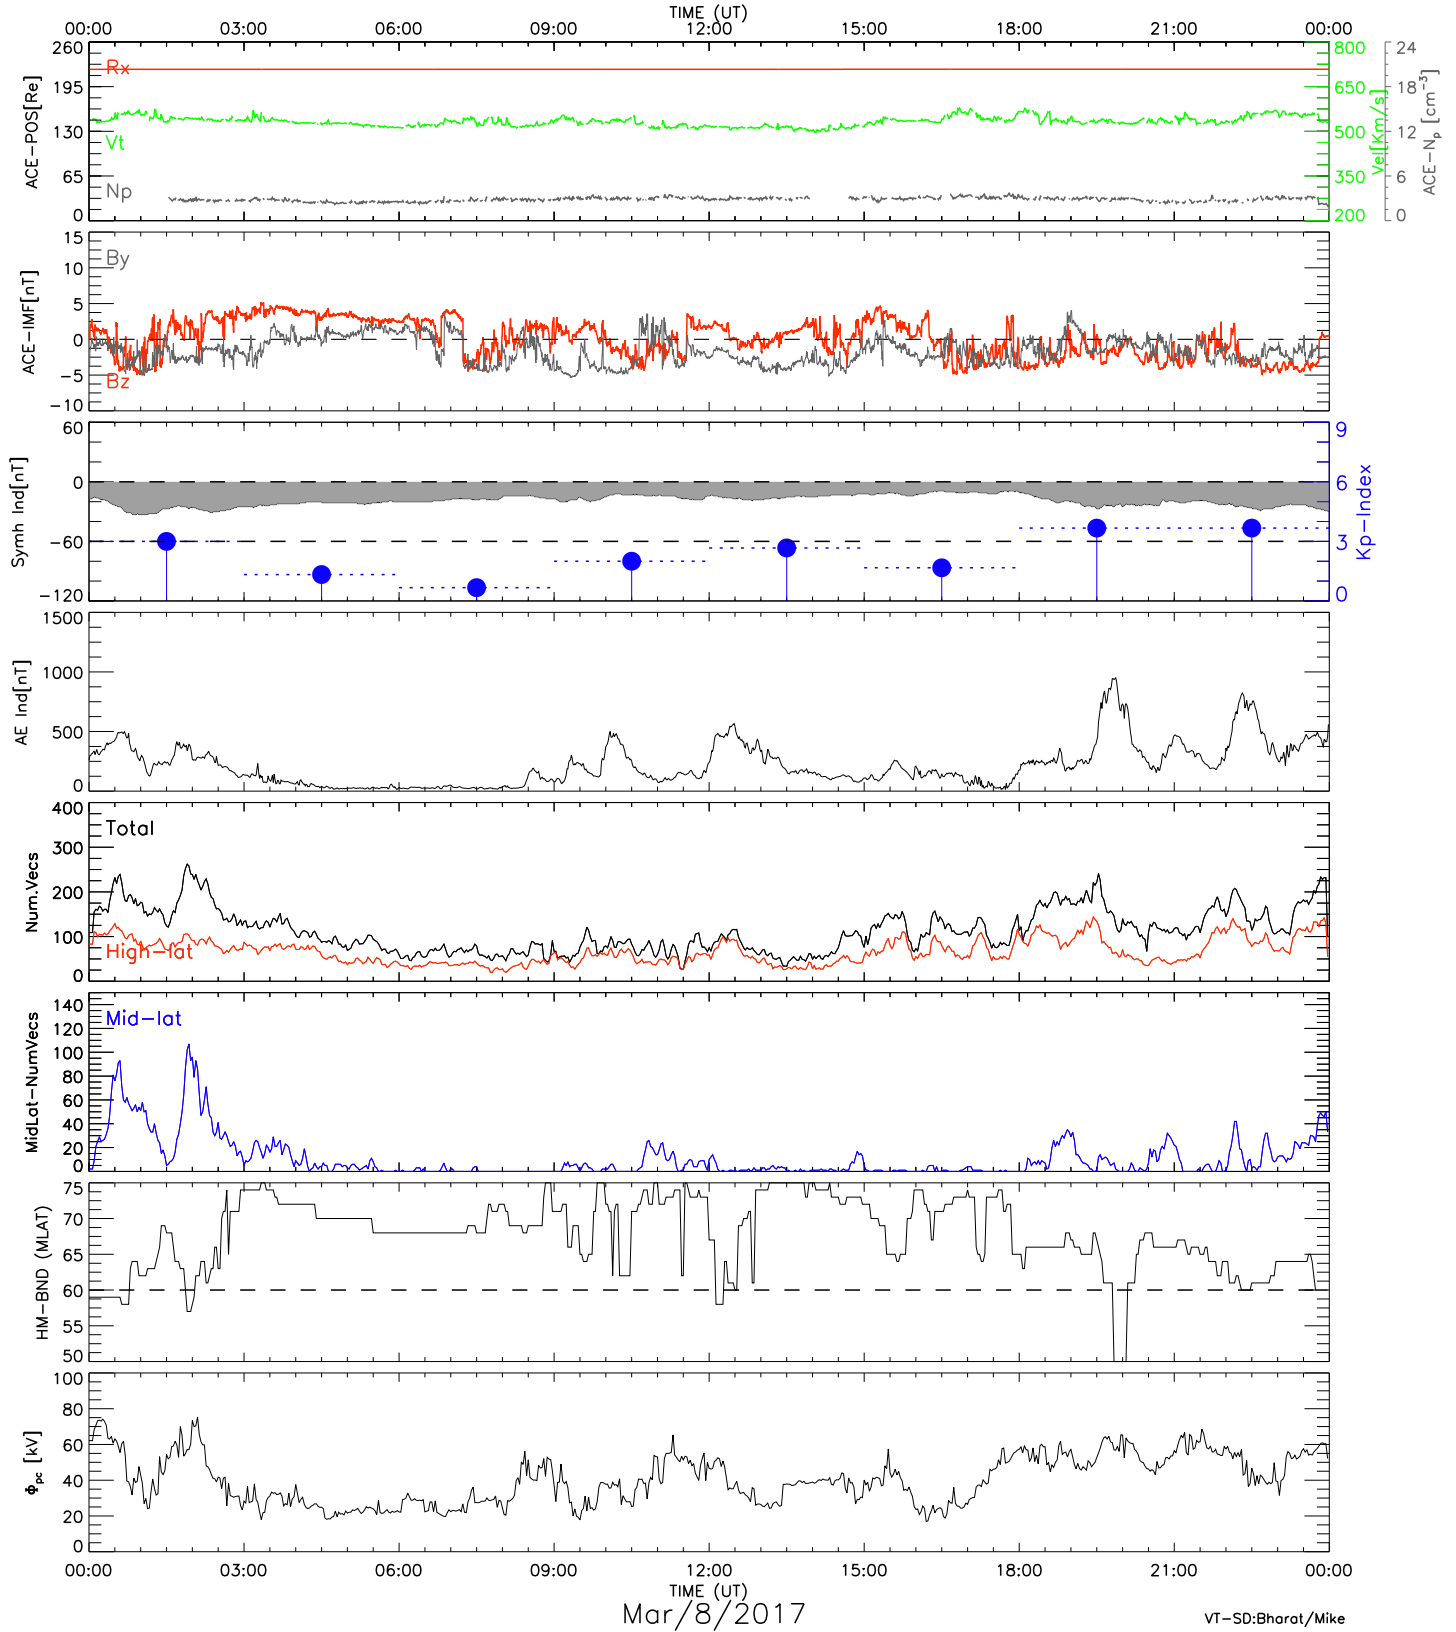 TIME (UT)
00:00 03:00 06:00 09:00 12:00 15:00 18:00 21:00 00:00
ACE-POS[Re]
260
195
130
65
0
Rx
Vt
Np
800
650
500
350
200
Vel[Km/s]
24
18
12
6
0
ACE-Np [cm-3]
ACE-IMF[nT]
15
10
5
0
-5
-10
By
Bz
Symh Ind[nT]
60
0
-60
-120
9
6
3
0
Kp-Index
AE Ind[nT]
1500
1000
500
0
Num.Vecs
400
300
200
100
0
Total
High-lat
MidLat-NumVecs
140
120
100
80
60
40
20
0
Mid-lat
HM-BND (MLAT)
75
70
65
60
55
50
Φpc [kV]
100
80
60
40
20
0
00:00 03:00 06:00 09:00 12:00 15:00 18:00 21:00 00:00
TIME (UT)
Mar/8/2017
VT-SD:Bharat/Mike